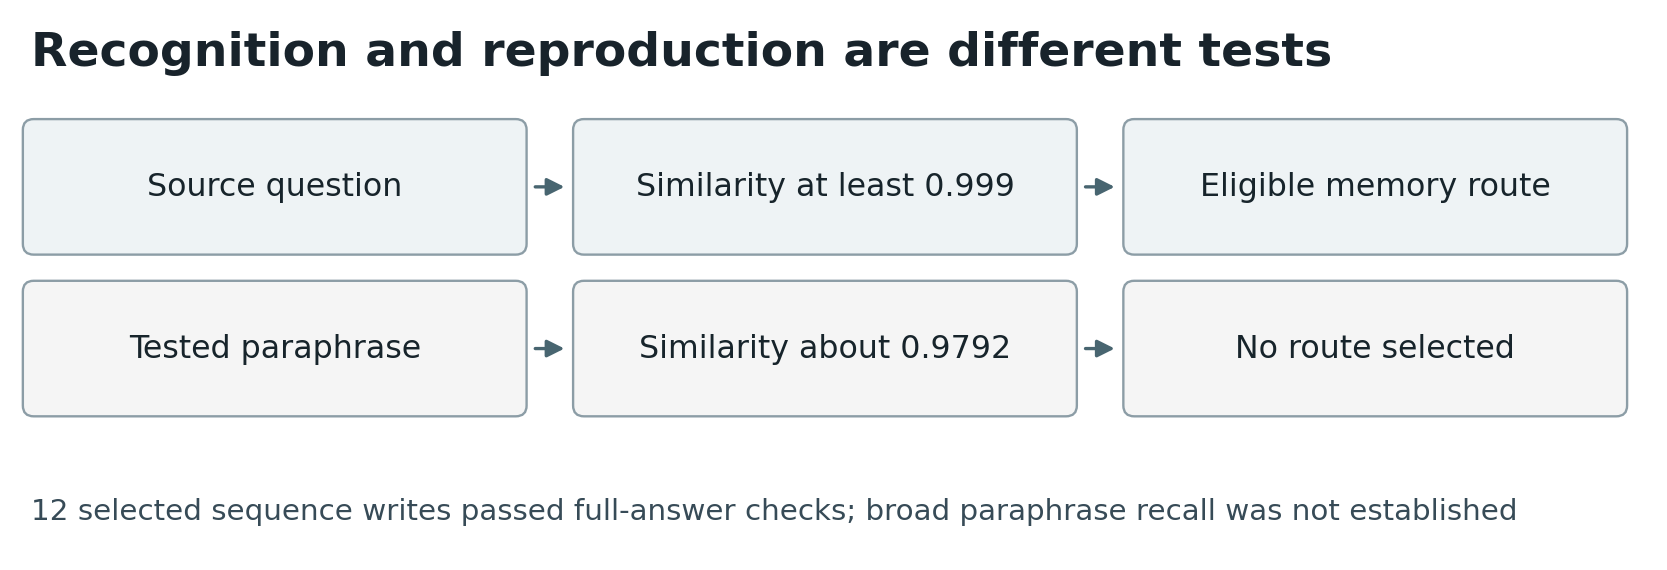 Recognition and reproduction are different tests
Source question
Similarity at least 0.999
Eligible memory route
Tested paraphrase
Similarity about 0.9792
No route selected
12 selected sequence writes passed full-answer checks; broad paraphrase recall was not established